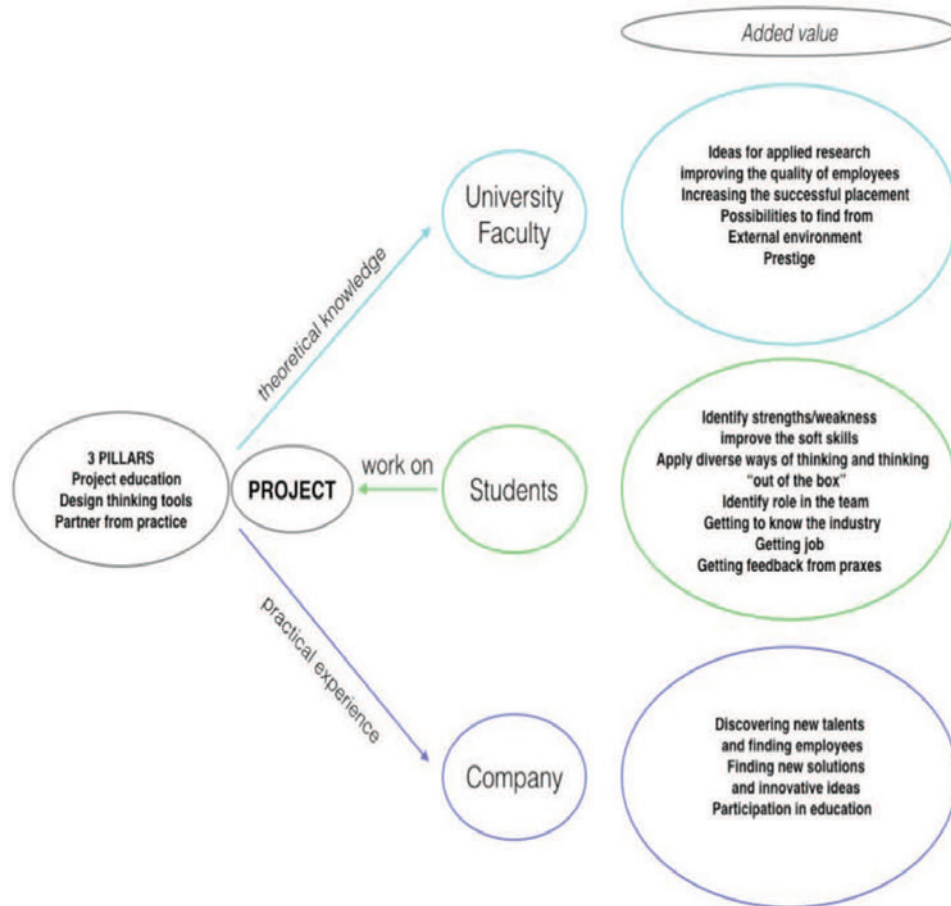 Added value
Ideas for applied research
improving the quality of employees
Increasing the successful placement
Possibilities to find from
External environment
Prestige
University
Faculty
theoretical knowledge
3 PILLARS
Project education
Design thinking tools
Partner from practice
PROJECT
work on
Students
Identify strengths/weakness
improve the soft skills
Apply diverse ways of thinking and thinking
"out of the box"
Identify role in the team
Getting to know the industry
Getting job
Getting feedback from praxes
practical experience
Company
Discovering new talents
and finding employees
Finding new solutions
and innovative ideas
Participation in education